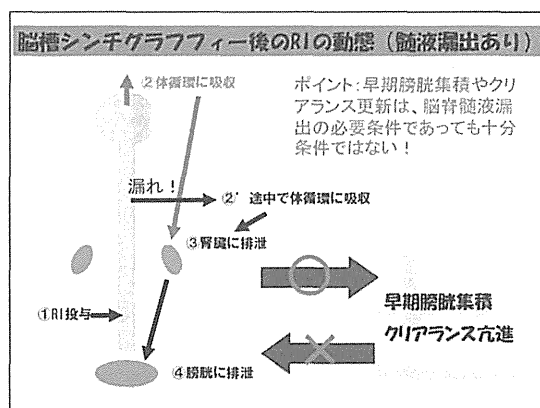 脳槽シンチグラフフィー後のRIの動態（髄液漏出あり）
②体循環に吸収
ポイント：早期膀胱集積やクリ
アランス更新は、脳脊髄液漏
出の必要条件であっても十分
条件ではない！
漏れ！
②' 途中で体循環に吸収
③腎臓に排泄
早期膀胱集積
クリアランス亢進
①RI投与
④膀胱に排泄